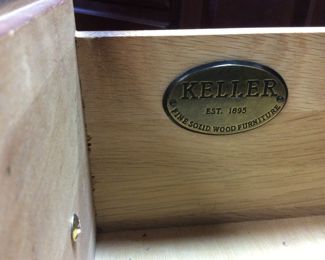 KELLER
EST. 1895
FINE SOLID WOOD FURNITURE